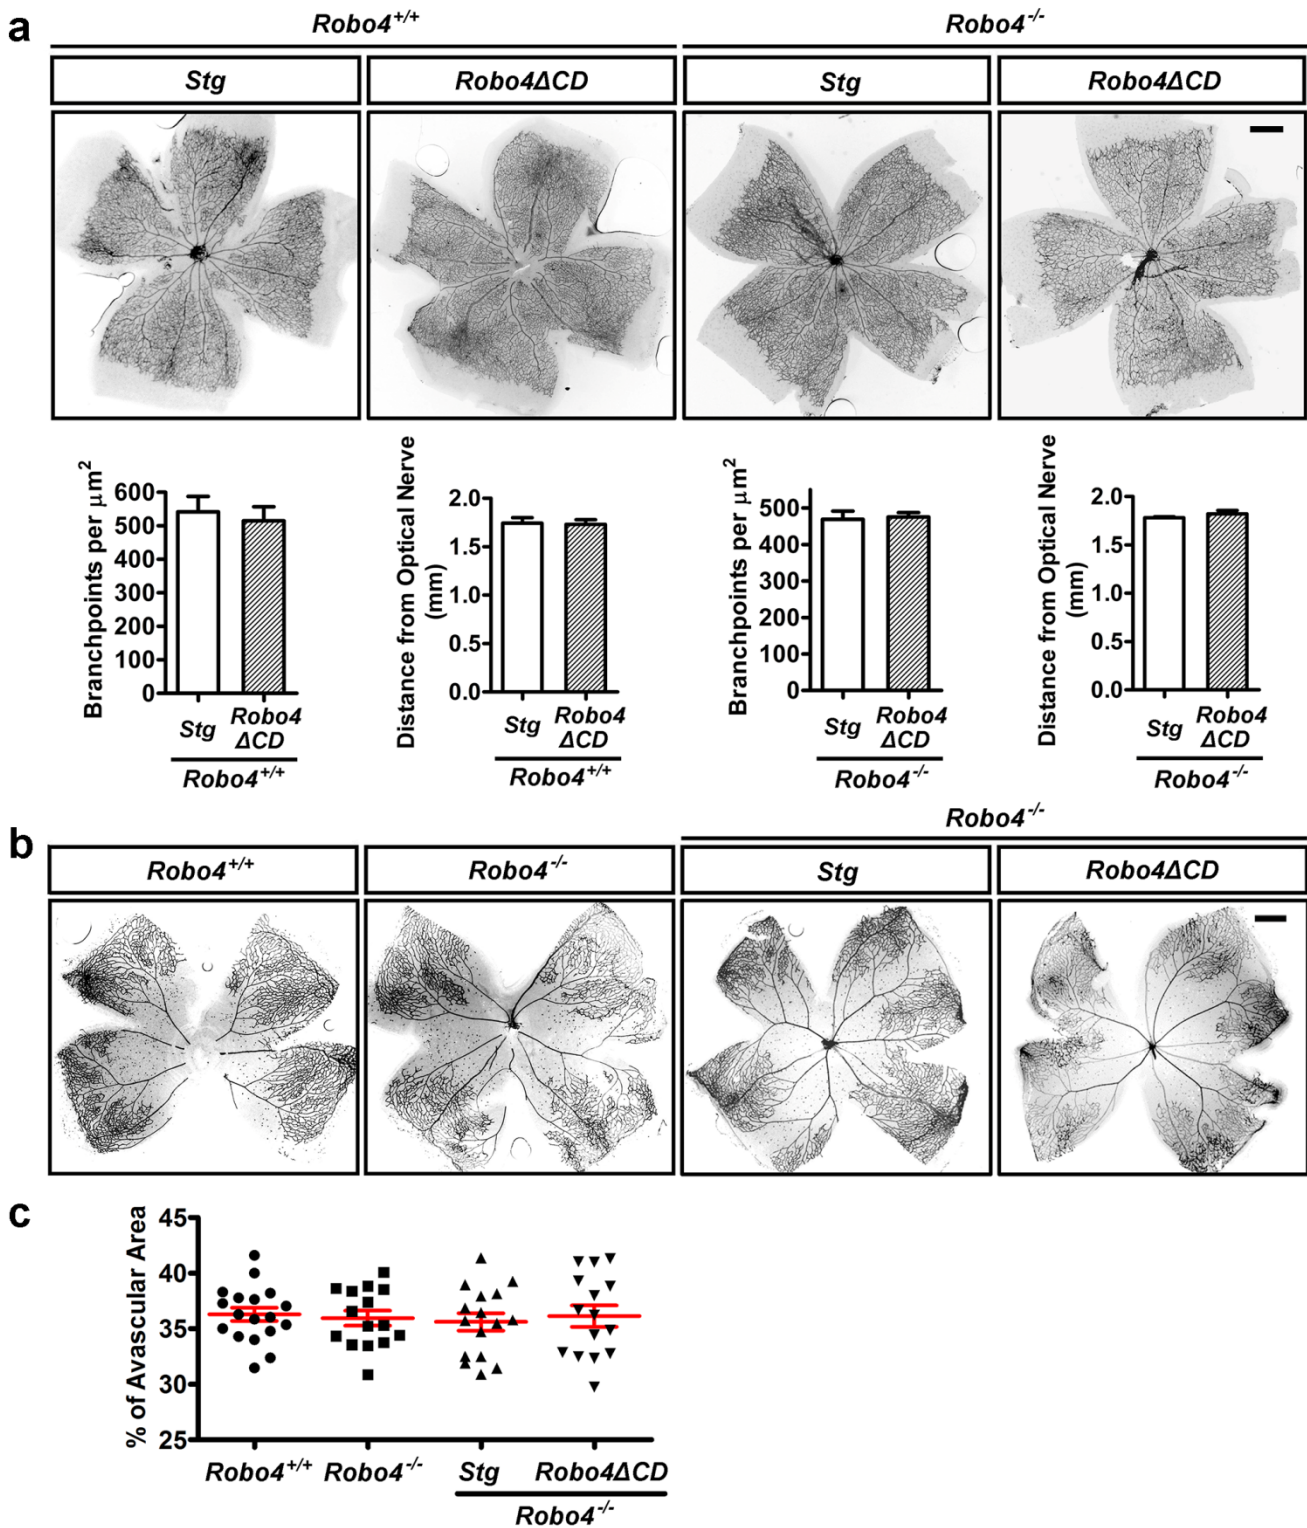 a
Robo4+/+ Robo4-/-
Stg Robo4ΔCD Stg Robo4ΔCD
Branchpoints per μm2
600
500
400
300
200
100
0
Stg Robo4 ΔCD
Robo4+/+
Distance from Optical Nerve (mm)
2.0
1.5
1.0
0.5
0.0
Stg Robo4 ΔCD
Robo4+/+
Branchpoints per μm2
500
400
300
200
100
0
Stg Robo4 ΔCD
Robo4-/-
Distance from Optical Nerve (mm)
2.0
1.5
1.0
0.5
0.0
Stg Robo4 ΔCD
Robo4-/-
b
Robo4-/-
Robo4+/+ Robo4-/- Stg Robo4ΔCD
c
% of Avascular Area
45
40
35
30
25
Robo4+/+ Robo4-/- Stg Robo4ΔCD
Robo4-/-